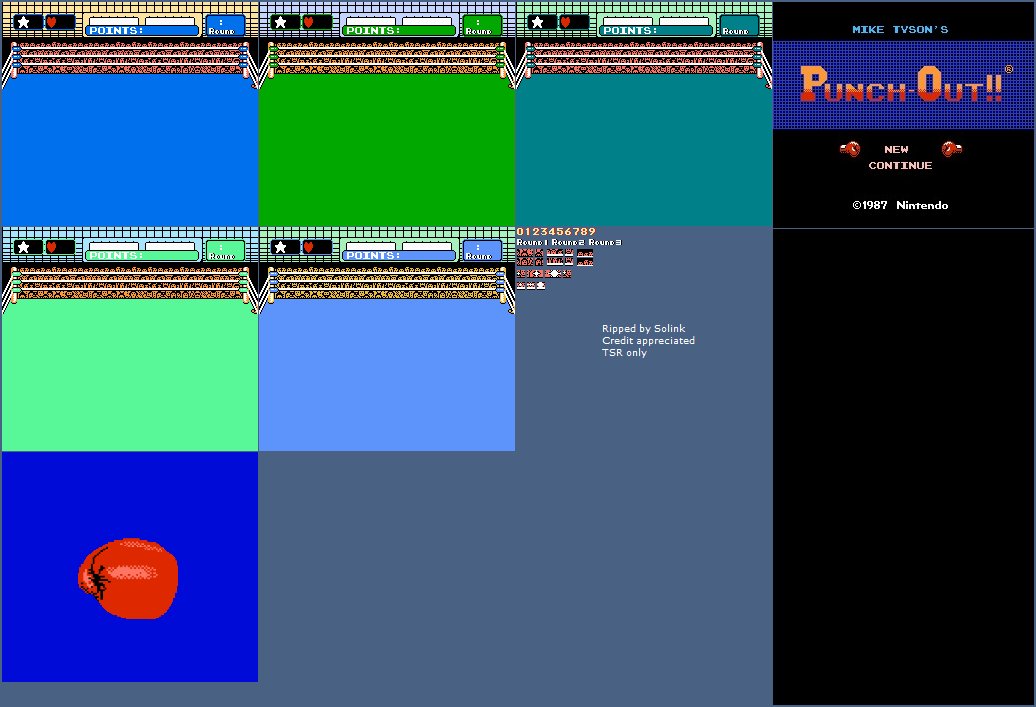 POINTS:
:
Round
POINTS:
:
Round
POINTS:
Round
MIKE TYSON'S
PUNCH-OUT!!®
NEW
CONTINUE
©1987 Nintendo
POINTS:
:
Round
POINTS:
:
Round
0123456789
Round 1 Round 2 Round 3
Ripped by Solink
Credit appreciated
TSR only